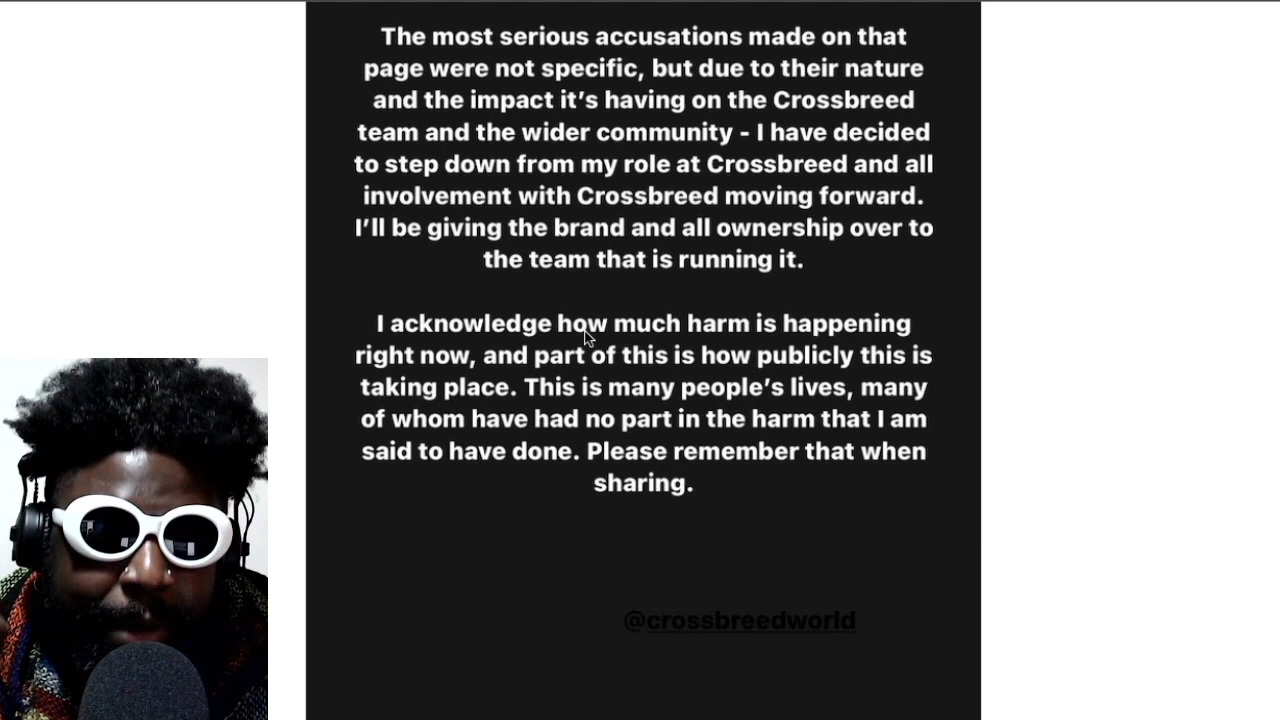 The most serious accusations made on that
page were not specific, but due to their nature
and the impact it’s having on the Crossbreed
team and the wider community - I have decided
to step down from my role at Crossbreed and all
involvement with Crossbreed moving forward.
I’ll be giving the brand and all ownership over to
the team that is running it.
I acknowledge how much harm is happening
right now, and part of this is how publicly this is
taking place. This is many people’s lives, many
of whom have had no part in the harm that I am
said to have done. Please remember that when
sharing.
@crossbreedworld